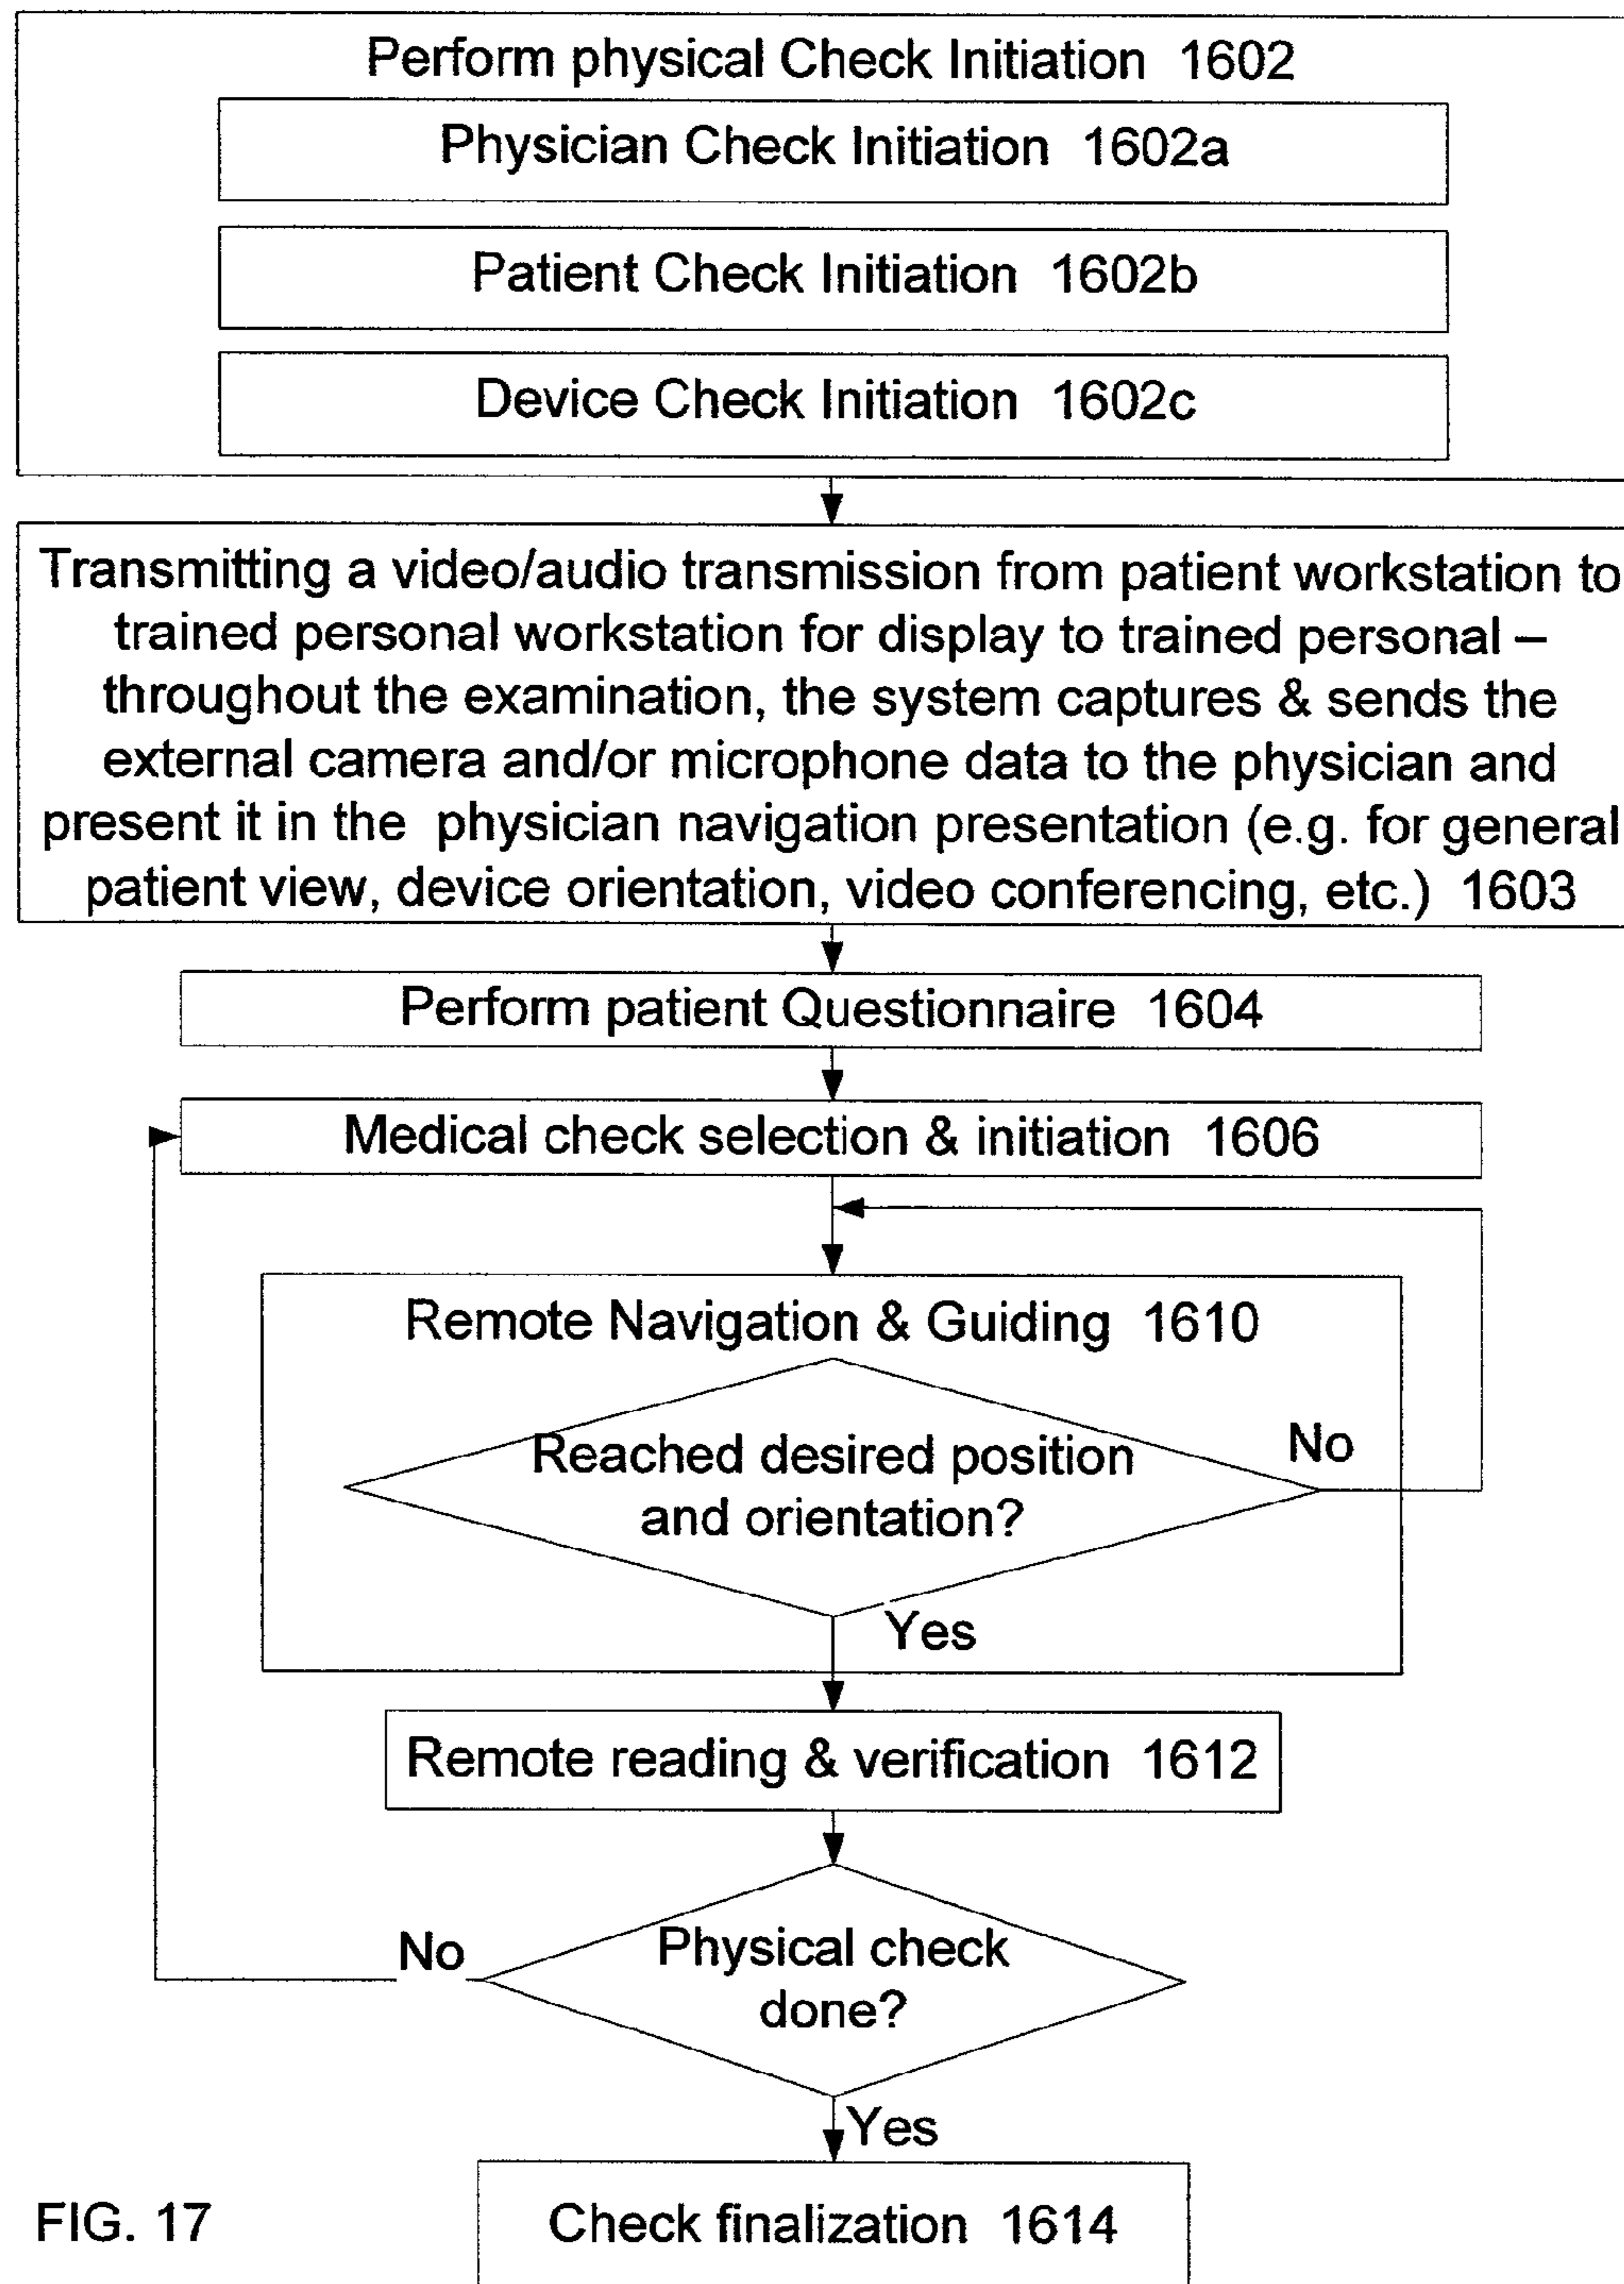 Perform physical Check Initiation 1602
Physician Check Initiation 1602a
Patient Check Initiation 1602b
Device Check Initiation 1602c
Transmitting a video/audio transmission from patient workstation to
trained personal workstation for display to trained personal –
throughout the examination, the system captures & sends the
external camera and/or microphone data to the physician and
present it in the physician navigation presentation (e.g. for general
patient view, device orientation, video conferencing, etc.) 1603
Perform patient Questionnaire 1604
Medical check selection & initiation 1606
Remote Navigation & Guiding 1610
Reached desired position
and orientation?
No
Yes
Remote reading & verification 1612
Physical check
done?
No
Yes
Check finalization 1614
FIG. 17